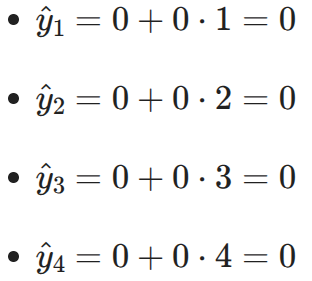 • ŷ₁ = 0 + 0 · 1 = 0
• ŷ₂ = 0 + 0 · 2 = 0
• ŷ₃ = 0 + 0 · 3 = 0
• ŷ₄ = 0 + 0 · 4 = 0